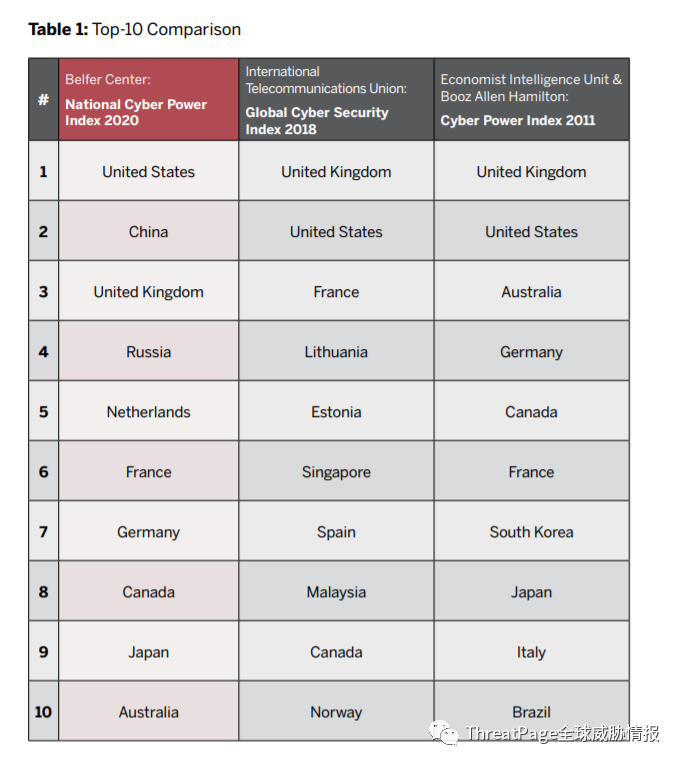 Table 1: Top-10 Comparison
#
Belfer Center:
National Cyber Power
Index 2020
International
Telecommunications Union:
Global Cyber Security
Index 2018
Economist Intelligence Unit &
Booz Allen Hamilton:
Cyber Power Index 2011
1 United States United Kingdom United Kingdom
2 China United States United States
3 United Kingdom France Australia
4 Russia Lithuania Germany
5 Netherlands Estonia Canada
6 France Singapore France
7 Germany Spain South Korea
8 Canada Malaysia Japan
9 Japan Canada Italy
10 Australia Norway Brazil
ThreatPage全球威胁情报